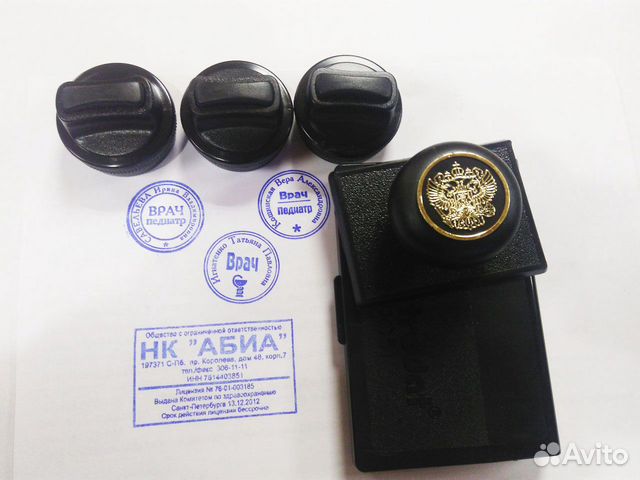 САВЕЛЬЕВА Ирина Владимировна
ВРАЧ
педиатр
*
Вера Александровна
Врач
Педиатр
*
Игнатенко Татьяна Павловна
Врач
Общество с ограниченной ответственностью
НК "АБИА"
197371 С-Пб, пр. Королева, дом 48, корп.7
тел./факс 306-11-11
ИНН 7814403851
Лицензия № 78-01-003185
Выдана Комитетом по здравоохранению
Санкт-Петербурга 13.12.2012
Срок действия лицензии бессрочно
Avito